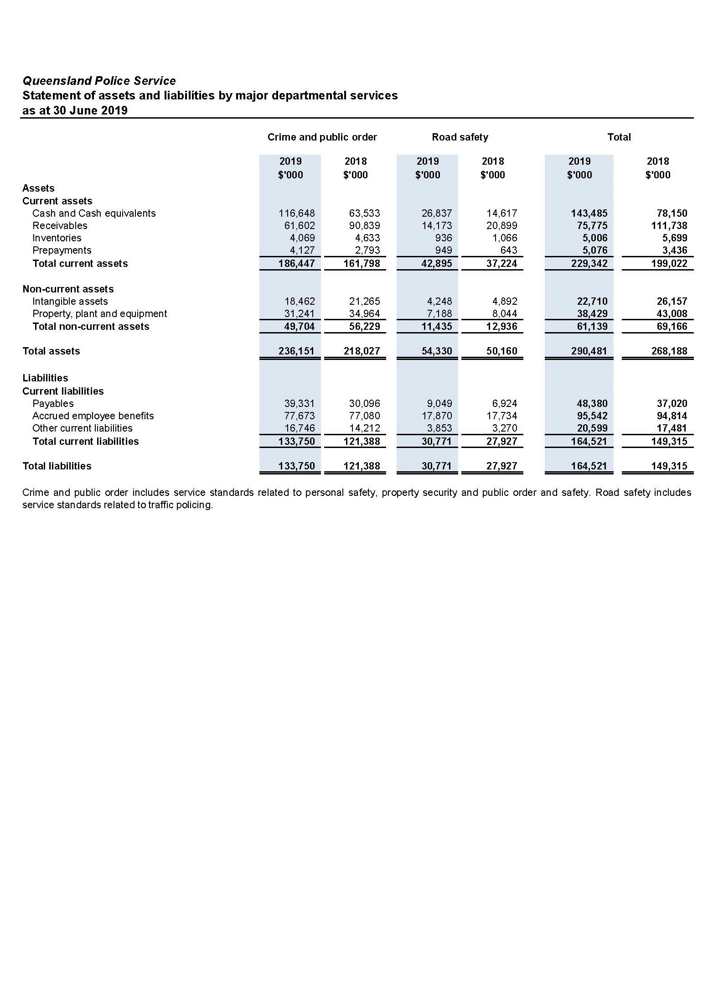 Queensland Police Service
Statement of assets and liabilities by major departmental services
as at 30 June 2019
Crime and public order Road safety Total
2019 2018 2019 2018 2019 2018
$'000 $'000 $'000 $'000 $'000 $'000
Assets
Current assets
Cash and Cash equivalents 116,648 63,533 26,837 14,617 143,485 78,150
Receivables 61,602 90,839 14,173 20,899 75,775 111,738
Inventories 4,069 4,633 936 1,066 5,006 5,699
Prepayments 4,127 2,793 949 643 5,076 3,436
Total current assets 186,447 161,798 42,895 37,224 229,342 199,022
Non-current assets
Intangible assets 18,462 21,265 4,248 4,892 22,710 26,157
Property, plant and equipment 31,241 34,964 7,188 8,044 38,429 43,008
Total non-current assets 49,704 56,229 11,435 12,936 61,139 69,166
Total assets 236,151 218,027 54,330 50,160 290,481 268,188
Liabilities
Current liabilities
Payables 39,331 30,096 9,049 6,924 48,380 37,020
Accrued employee benefits 77,673 77,080 17,870 17,734 95,542 94,814
Other current liabilities 16,746 14,212 3,853 3,270 20,599 17,481
Total current liabilities 133,750 121,388 30,771 27,927 164,521 149,315
Total liabilities 133,750 121,388 30,771 27,927 164,521 149,315
Crime and public order includes service standards related to personal safety, property security and public order and safety. Road safety includes
service standards related to traffic policing.